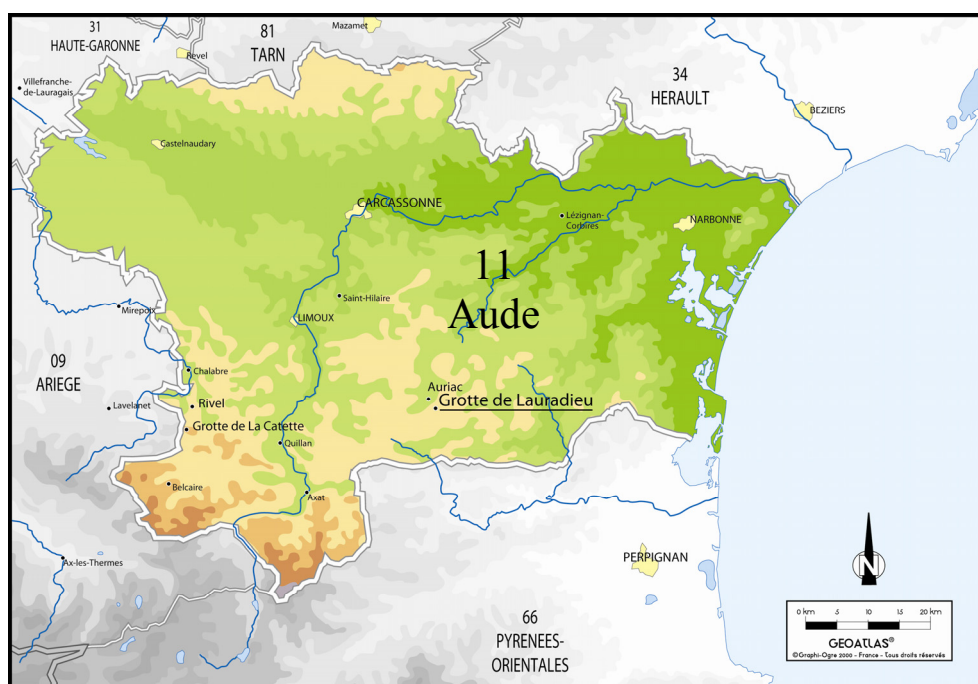 31
HAUTE-GARONNE
81
TARN
Mazamet
Revel
Villefranche-
de-Lauragais
34
HERAULT
BEZIERS
Castelnaudary
CARCASSONNE
Lézignan-
Corbires
NARBONNE
11
Aude
Saint-Hilaire
Mirepoix
LIMOUX
09
ARIEGE
Chalabre
Auriac
Grotte de Lauradieu
Lavelanet
Rivel
Grotte de La Catette
Quillan
Belcaire
Axat
Ax-les-Thermes
PERPIGNAN
N
66
PYRENEES-
ORIENTALES
0 km 5 10 15 20 km
GEOATLAS®
©Graphi-Ogre 2000 - France - Tous droits réservés